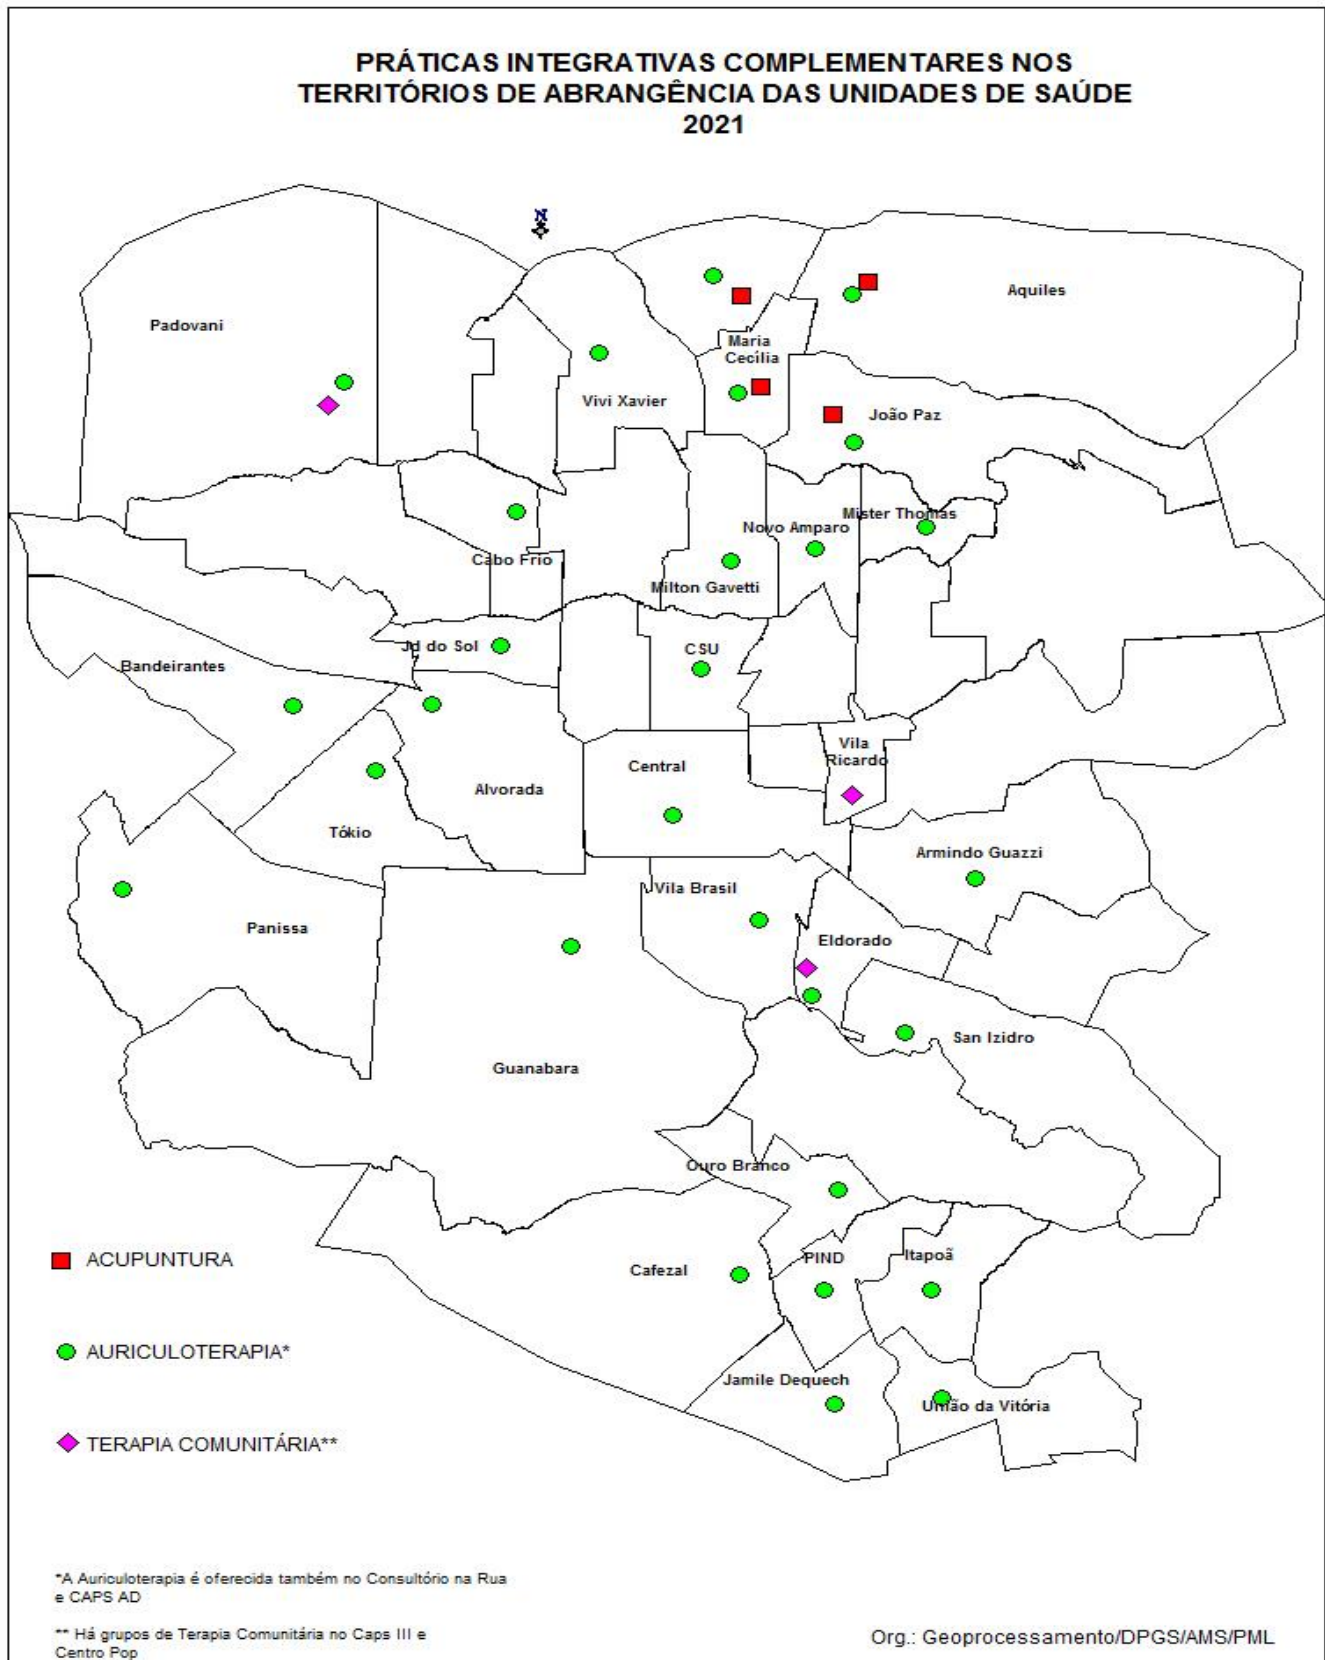 PRÁTICAS INTEGRATIVAS COMPLEMENTARES NOS
TERRITÓRIOS DE ABRANGÊNCIA DAS UNIDADES DE SAÚDE
2021
N
Aquiles
Padovani
Maria
Cecília
Vivi Xavier
João Paz
Mister Thomas
Novo Amparo
Cabo Frio
Milton Gavetti
Jd do Sol
CSU
Bandeirantes
Vila
Ricardo
Central
Alvorada
Tókio
Armindo Guazzi
Vila Brasil
Panissa
Eldorado
San Izidro
Guanabara
Ouro Branco
PIND
Itapoã
Cafezal
Jamile Dequech
União da Vitória
ACUPUNTURA
AURICULOTERAPIA*
TERAPIA COMUNITÁRIA**
*A Auriculoterapia é oferecida também no Consultório na Rua
e CAPS AD
** Há grupos de Terapia Comunitária no Caps III e
Centro Pop
Org.: Geoprocessamento/DPGS/AMS/PML